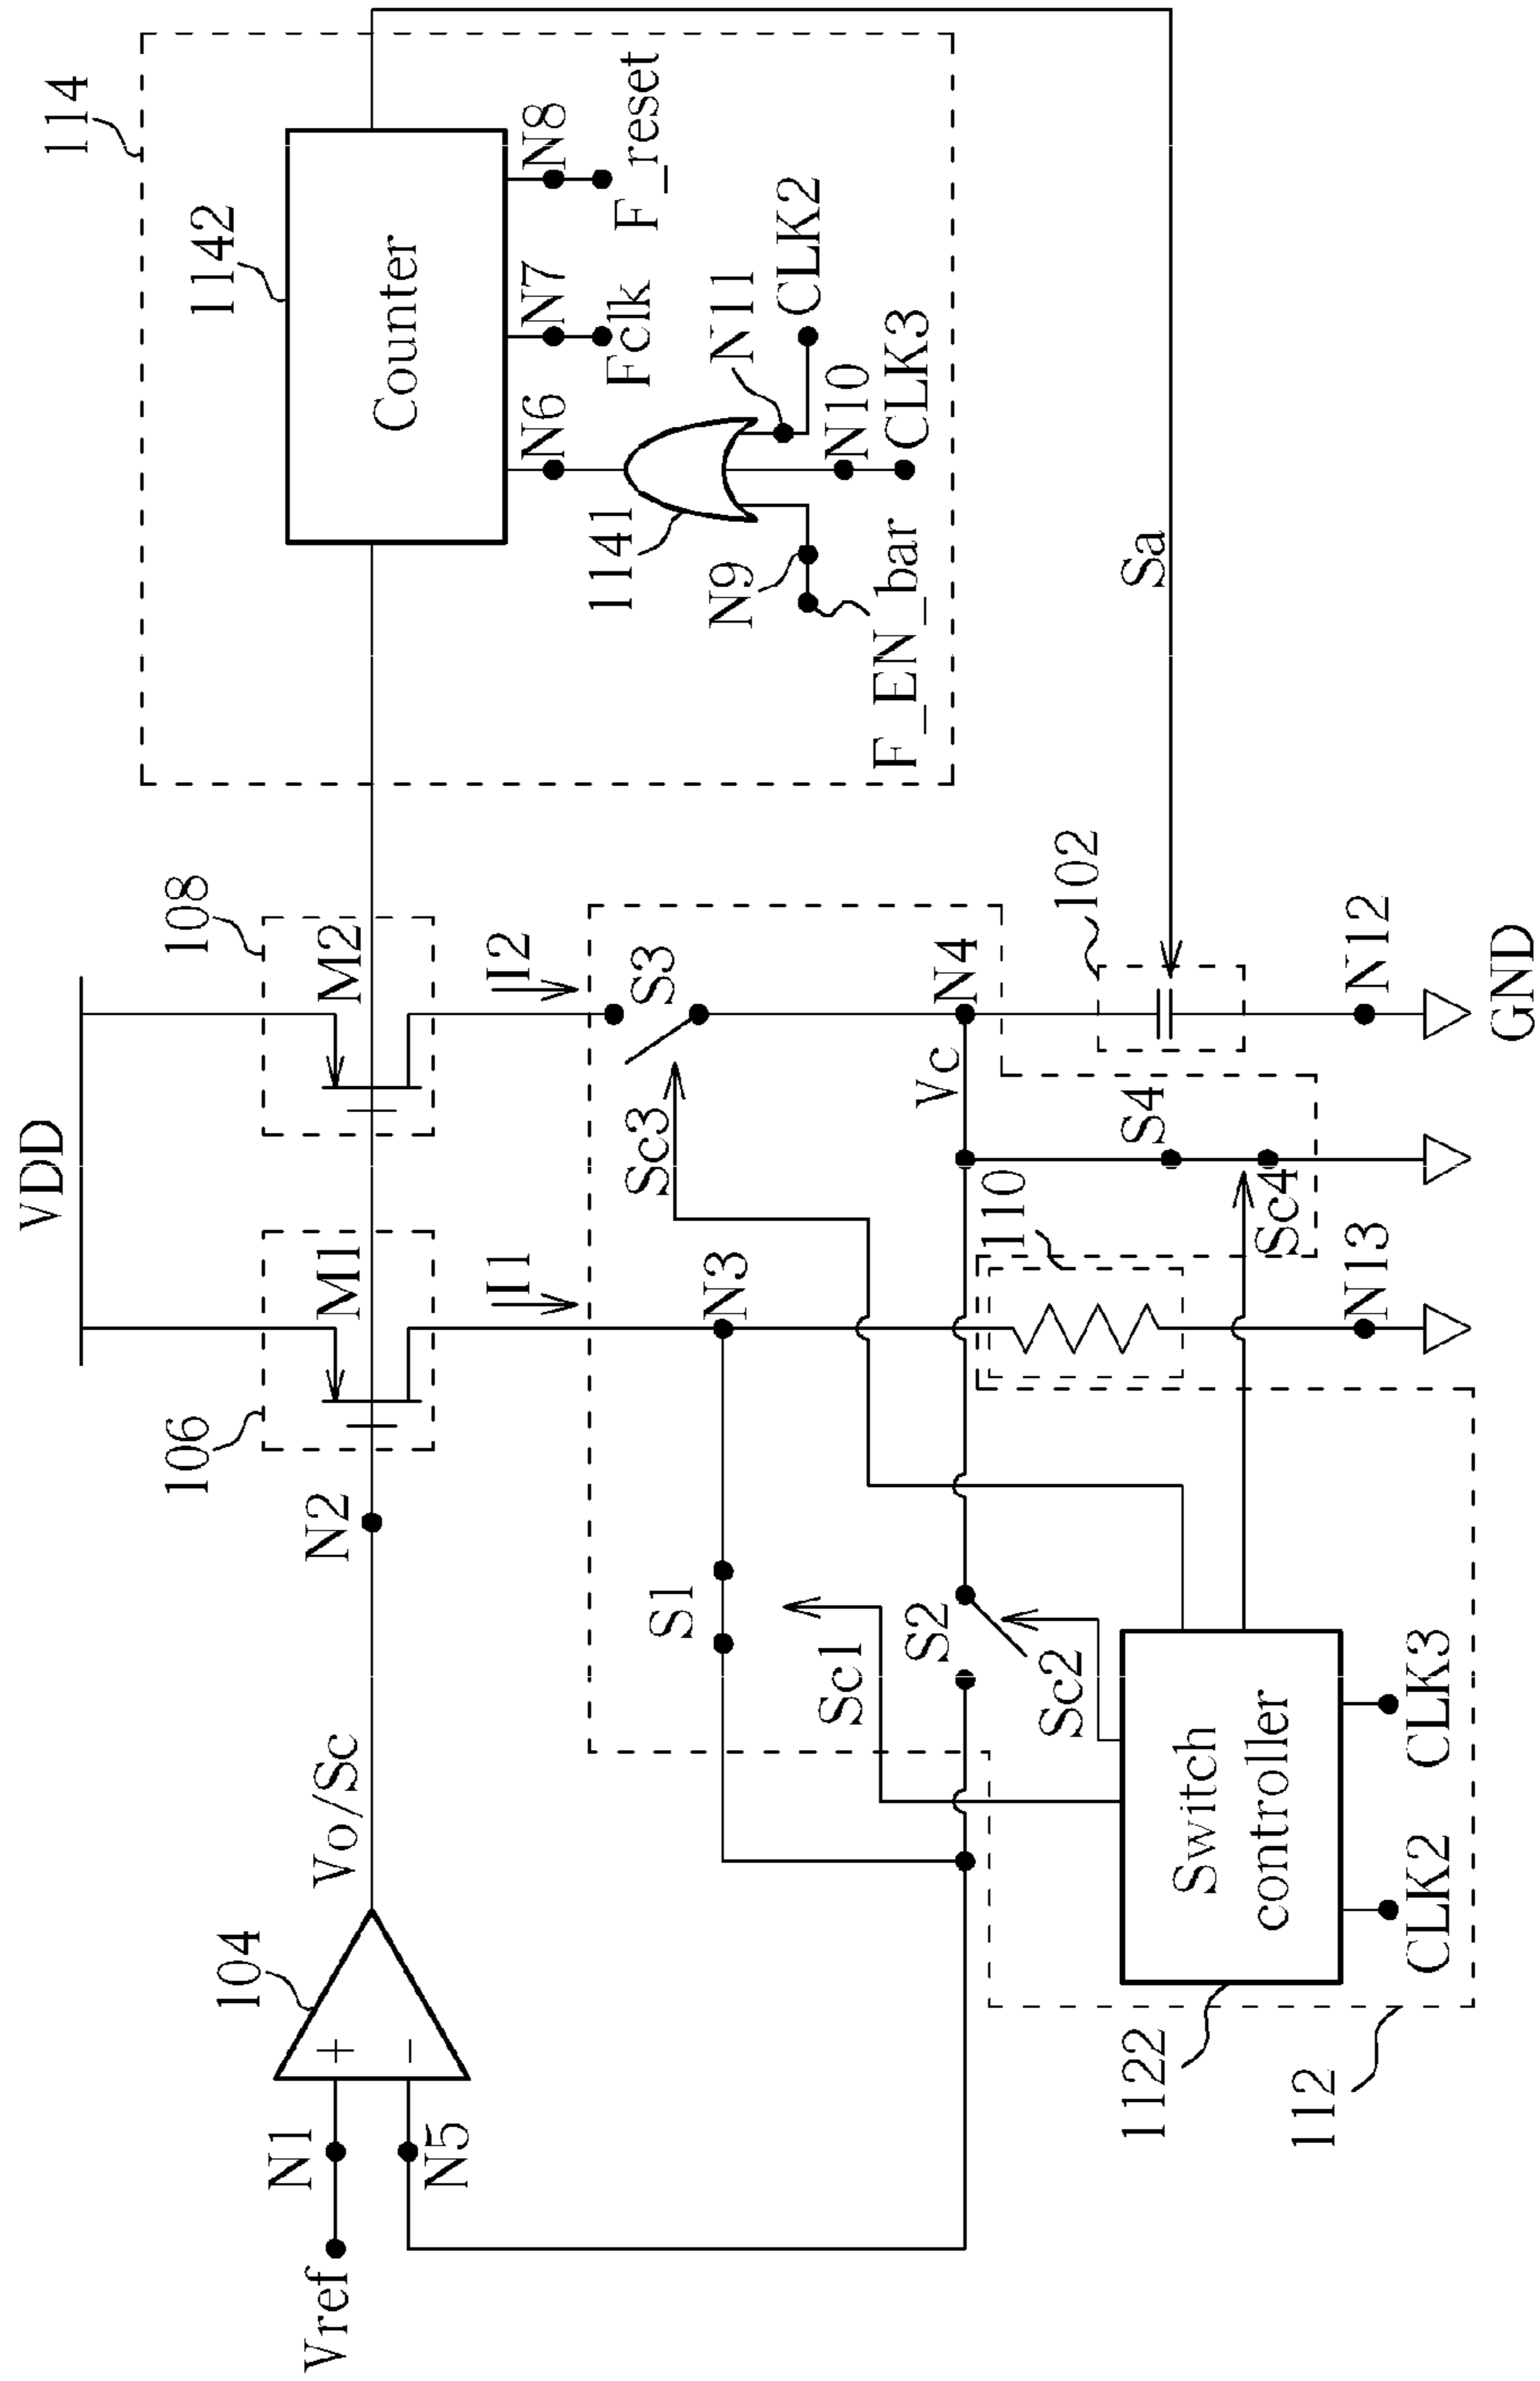 114
1142
Counter
N6
N7
N8
Fclk
F_reset
1141
N9
N11
CLK2
N10
CLK3
F_EN_bar
VDD
106
M1
108
M2
N2
I1
I2
Vo/Sc
104
+
−
N1
Vref
N5
S1
N3
Sc3
S3
Sc1
S2
Sc2
Vc
N4
110
S4
Sc4
102
Sa
Switch
controller
CLK2
CLK3
1122
112
N13
N12
GND